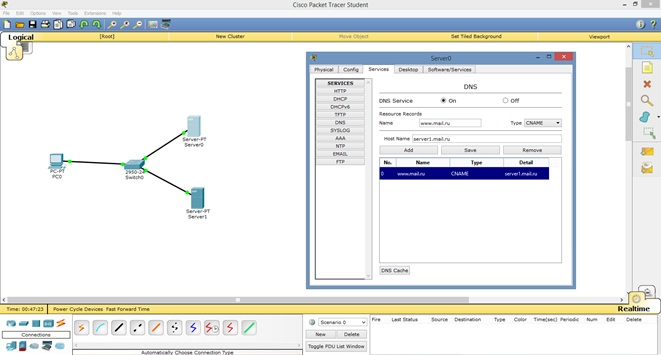 Cisco Packet Tracer Student
File Edit Options View Tools Extensions Help
Logical
[Root]
New Cluster
Move Object
Set Tiled Background
Viewport
Server-PT
Server0
PC-PT
PC0
2950-24
Switch0
Server-PT
Server1
Server0
Physical Config Services Desktop Software/Services
SERVICES
HTTP
DHCP
DHCPv6
TFTP
DNS
SYSLOG
AAA
NTP
EMAIL
FTP
DNS
DNS Service On Off
Resource Records
Name www.mail.ru Type CNAME
Host Name server1.mail.ru
Add Save Remove
No. Name Type Detail
0 www.mail.ru CNAME server1.mail.ru
DNS Cache
Time: 00:47:23 Power Cycle Devices Fast Forward Time
Realtime
Connections
Automatically Choose Connection Type
Scenario 0
New Delete
Toggle PDU List Window
Fire Last Status Source Destination Type Color Time(sec) Periodic Num Edit Delete